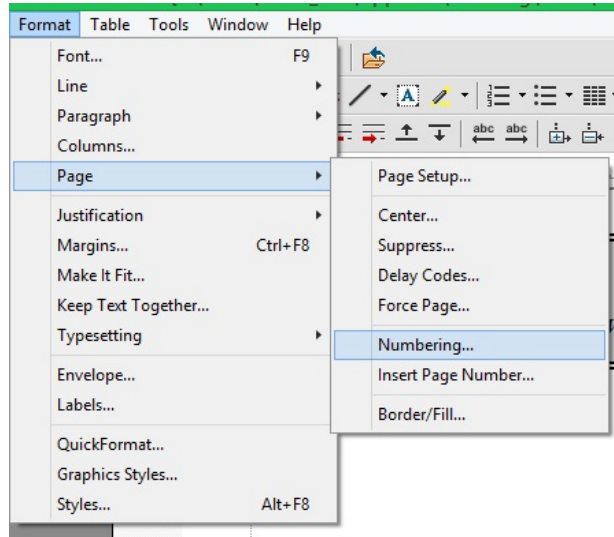 Format Table Tools Window Help
Font... F9
Line
Paragraph
Columns...
Page
Justification
Margins... Ctrl+F8
Make It Fit...
Keep Text Together...
Typesetting
Envelope...
Labels...
QuickFormat...
Graphics Styles...
Styles... Alt+F8
A
abc abc
Page Setup...
Center...
Suppress...
Delay Codes...
Force Page...
Numbering...
Insert Page Number...
Border/Fill...